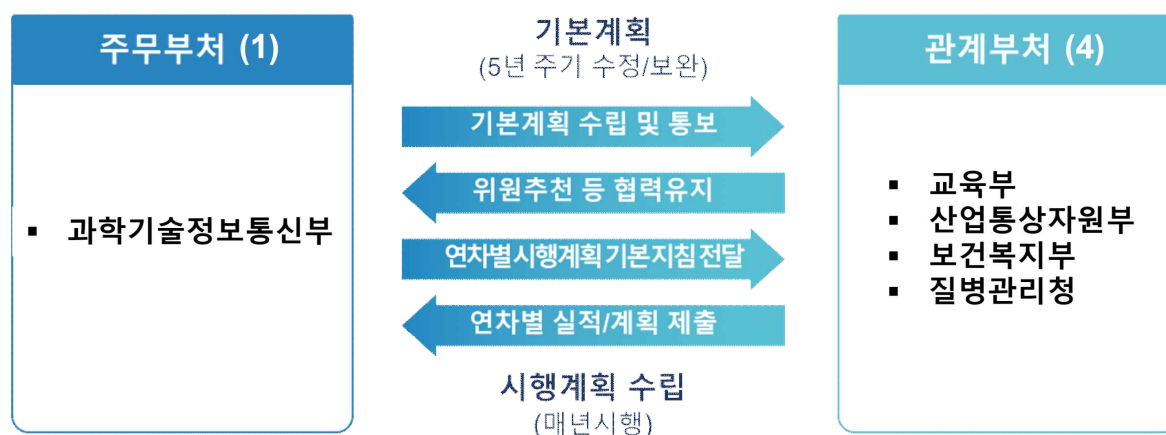 주무부처 (1)
▪ 과학기술정보통신부
기본계획
(5년 주기 수정/보완)
기본계획 수립 및 통보
위원추천 등 협력유지
연차별시행계획기본지침전달
연차별 실적/계획 제출
시행계획 수립
(매년시행)
관계부처 (4)
▪ 교육부
▪ 산업통상자원부
▪ 보건복지부
▪ 질병관리청